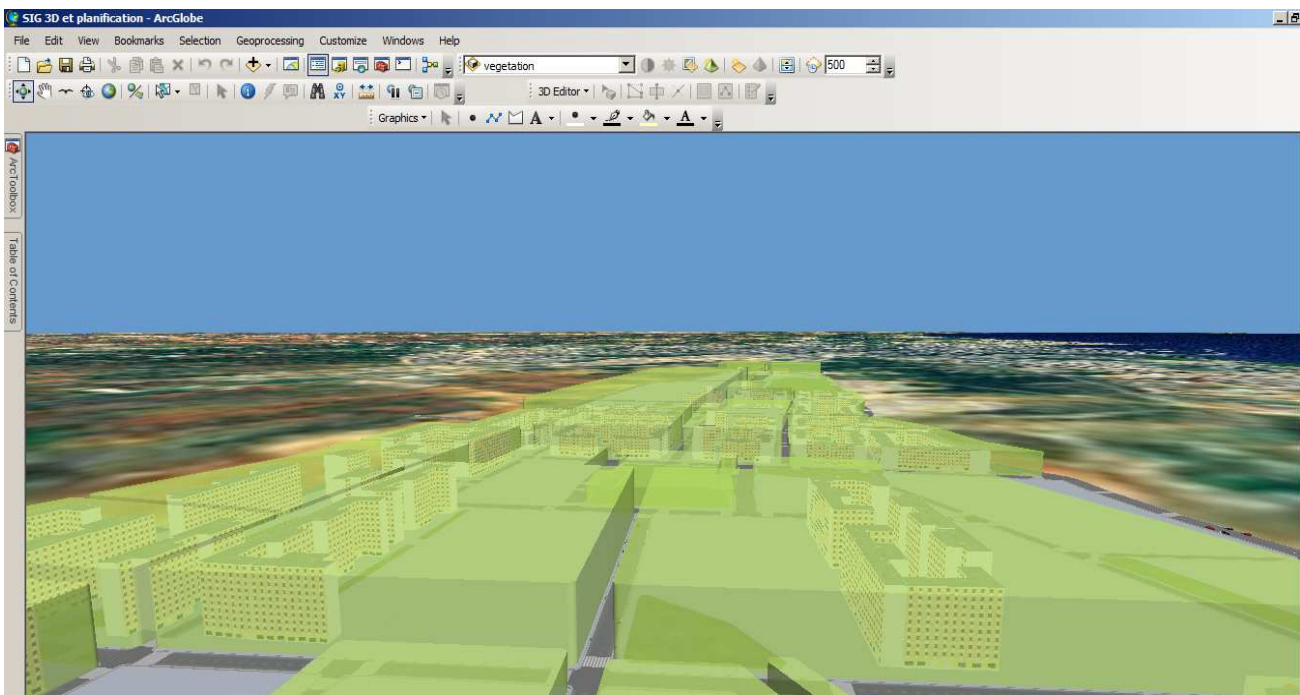 SIG 3D et planification - ArcGlobe
File Edit View Bookmarks Selection Geoprocessing Customize Windows Help
vegetation 500
XY 3D Editor
Graphics A A
ArcToolbox
Table of Contents